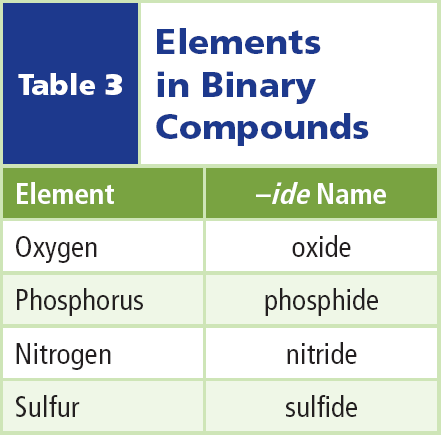 Table 3
Elements
in Binary
Compounds
Element –ide Name
Oxygen oxide
Phosphorus phosphide
Nitrogen nitride
Sulfur sulfide